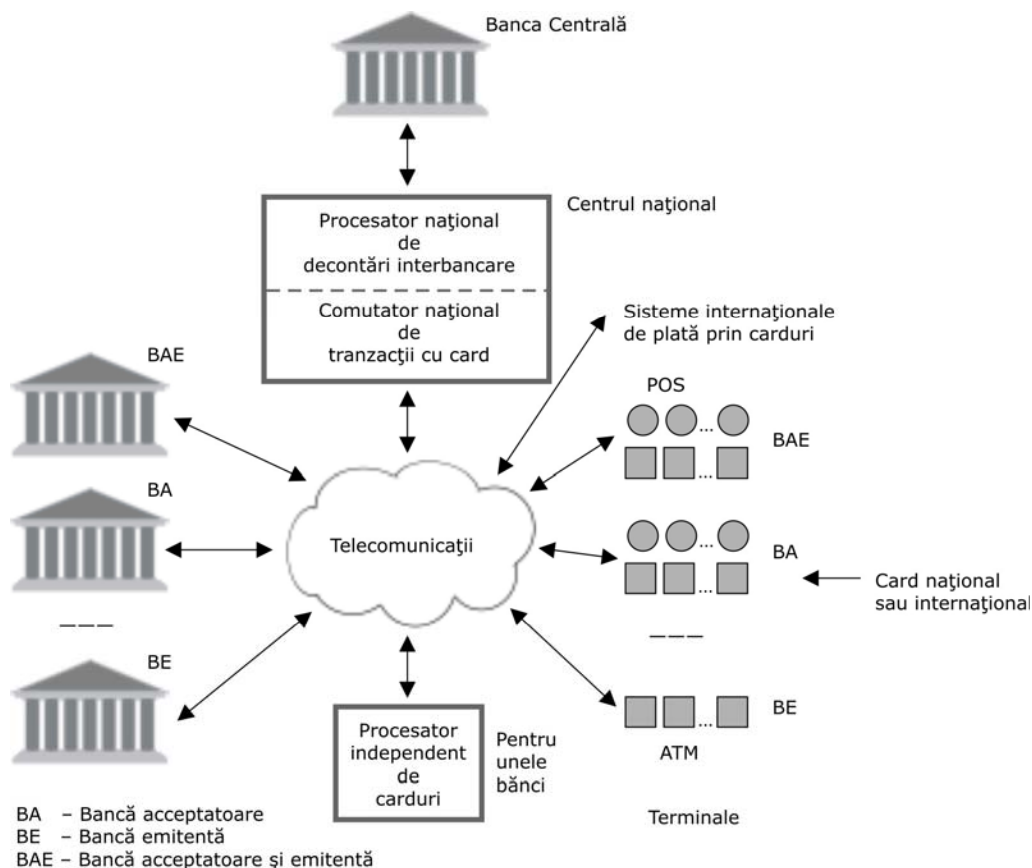 Banca Centrală
Centrul naţional
Procesator naţional
de
decontări interbancare
Comutator naţional
de
tranzacţii cu card
Sisteme internaţionale
de plată prin carduri
BAE
POS
...
BAE
...
BA
Telecomunicaţii
...
BA
...
Card naţional
sau internaţional
———
———
BE
...
BE
ATM
Procesator
independent
de
carduri
Pentru
unele
bănci
Terminale
BA – Bancă acceptatoare
BE – Bancă emitentă
BAE – Bancă acceptatoare şi emitentă